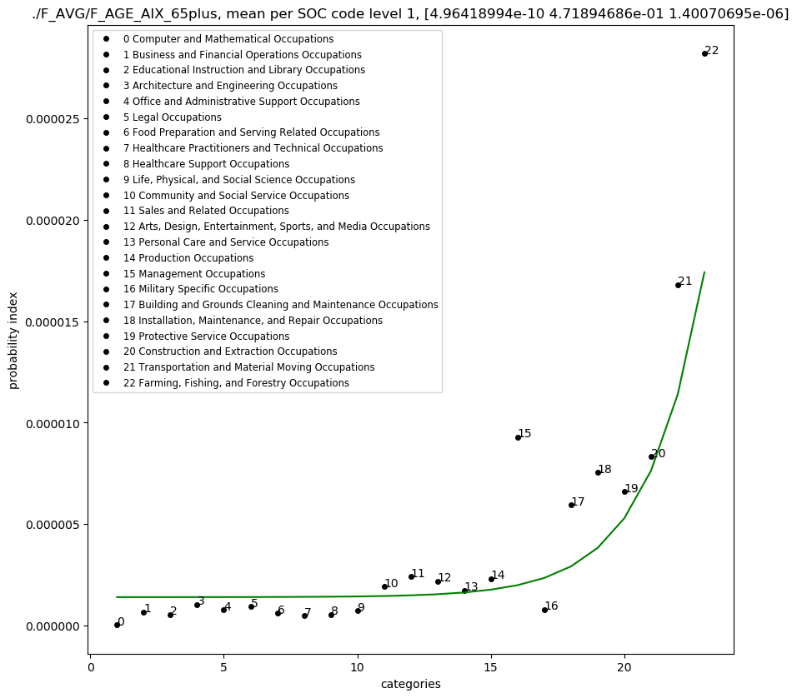 ./F_AVG/F_AGE_AIX_65plus, mean per SOC code level 1, [4.96418994e-10 4.71894686e-01 1.40070695e-06]
0 Computer and Mathematical Occupations
1 Business and Financial Operations Occupations
2 Educational Instruction and Library Occupations
3 Architecture and Engineering Occupations
4 Office and Administrative Support Occupations
5 Legal Occupations
6 Food Preparation and Serving Related Occupations
7 Healthcare Practitioners and Technical Occupations
8 Healthcare Support Occupations
9 Life, Physical, and Social Science Occupations
10 Community and Social Service Occupations
11 Sales and Related Occupations
12 Arts, Design, Entertainment, Sports, and Media Occupations
13 Personal Care and Service Occupations
14 Production Occupations
15 Management Occupations
16 Military Specific Occupations
17 Building and Grounds Cleaning and Maintenance Occupations
18 Installation, Maintenance, and Repair Occupations
19 Protective Service Occupations
20 Construction and Extraction Occupations
21 Transportation and Material Moving Occupations
22 Farming, Fishing, and Forestry Occupations
probability index
0.000025
0.000020
0.000015
0.000010
0.000005
0.000000
0
1
2
3
4
5
6
7
8
9
10
11
12
13
14
15
16
17
18
19
20
21
22
0 5 10 15 20
categories